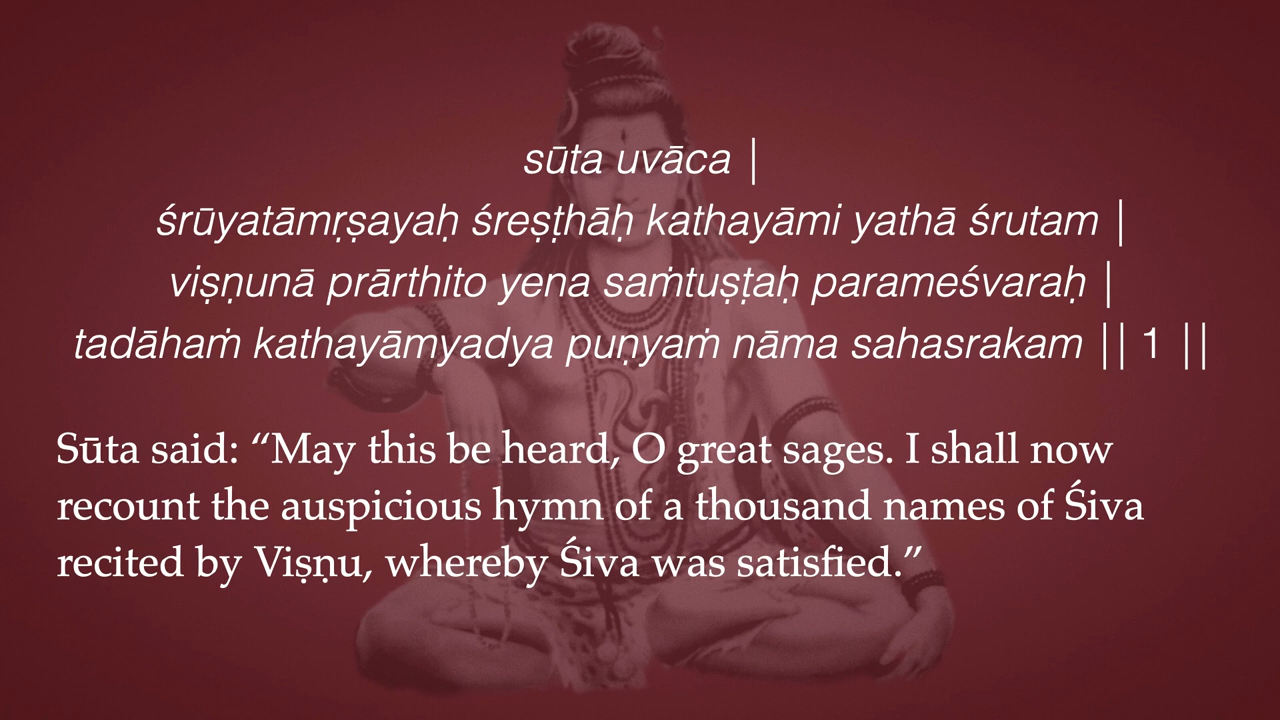 sūta uvāca |
śrūyatāmṛṣayaḥ śreṣṭhāḥ kathayāmi yathā śrutam |
viṣṇunā prārthito yena saṁtuṣṭaḥ parameśvaraḥ |
tadāhaṁ kathayāmyadya puṇyaṁ nāma sahasrakam || 1 ||
Sūta said: “May this be heard, O great sages. I shall now
recount the auspicious hymn of a thousand names of Śiva
recited by Viṣṇu, whereby Śiva was satisfied.”